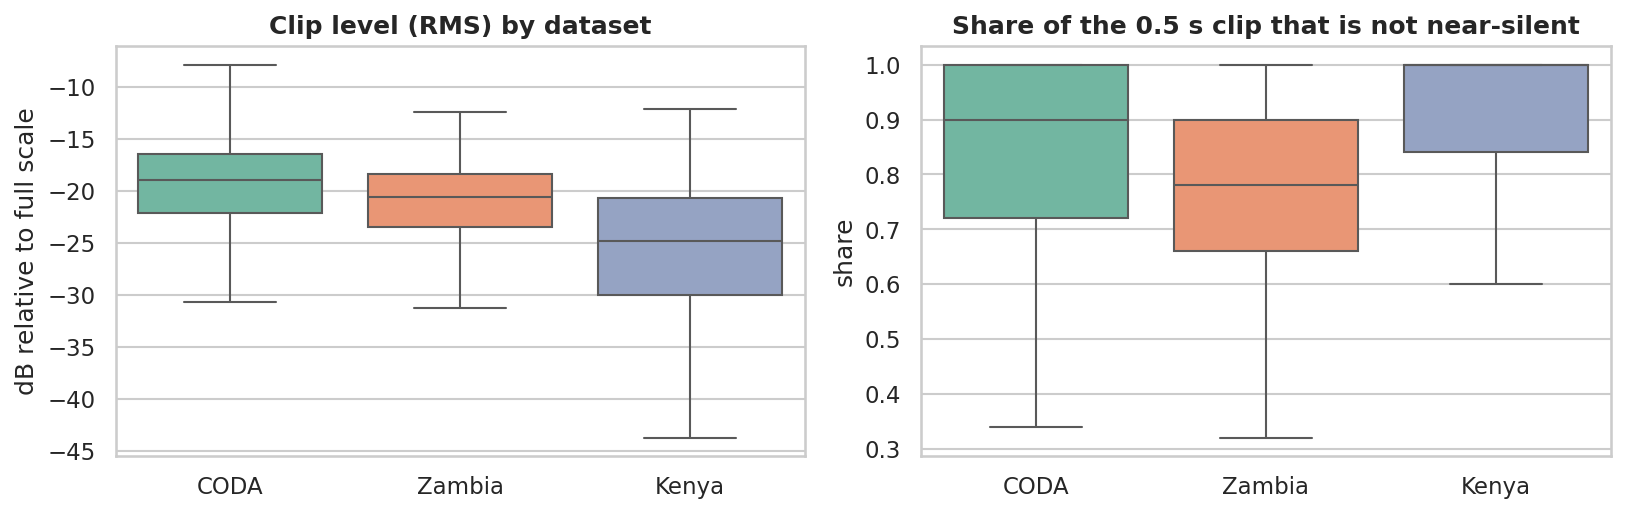 Clip level (RMS) by dataset
dB relative to full scale
−10
−15
−20
−25
−30
−35
−40
−45
CODA Zambia Kenya
Share of the 0.5 s clip that is not near-silent
share
1.0
0.9
0.8
0.7
0.6
0.5
0.4
0.3
CODA Zambia Kenya